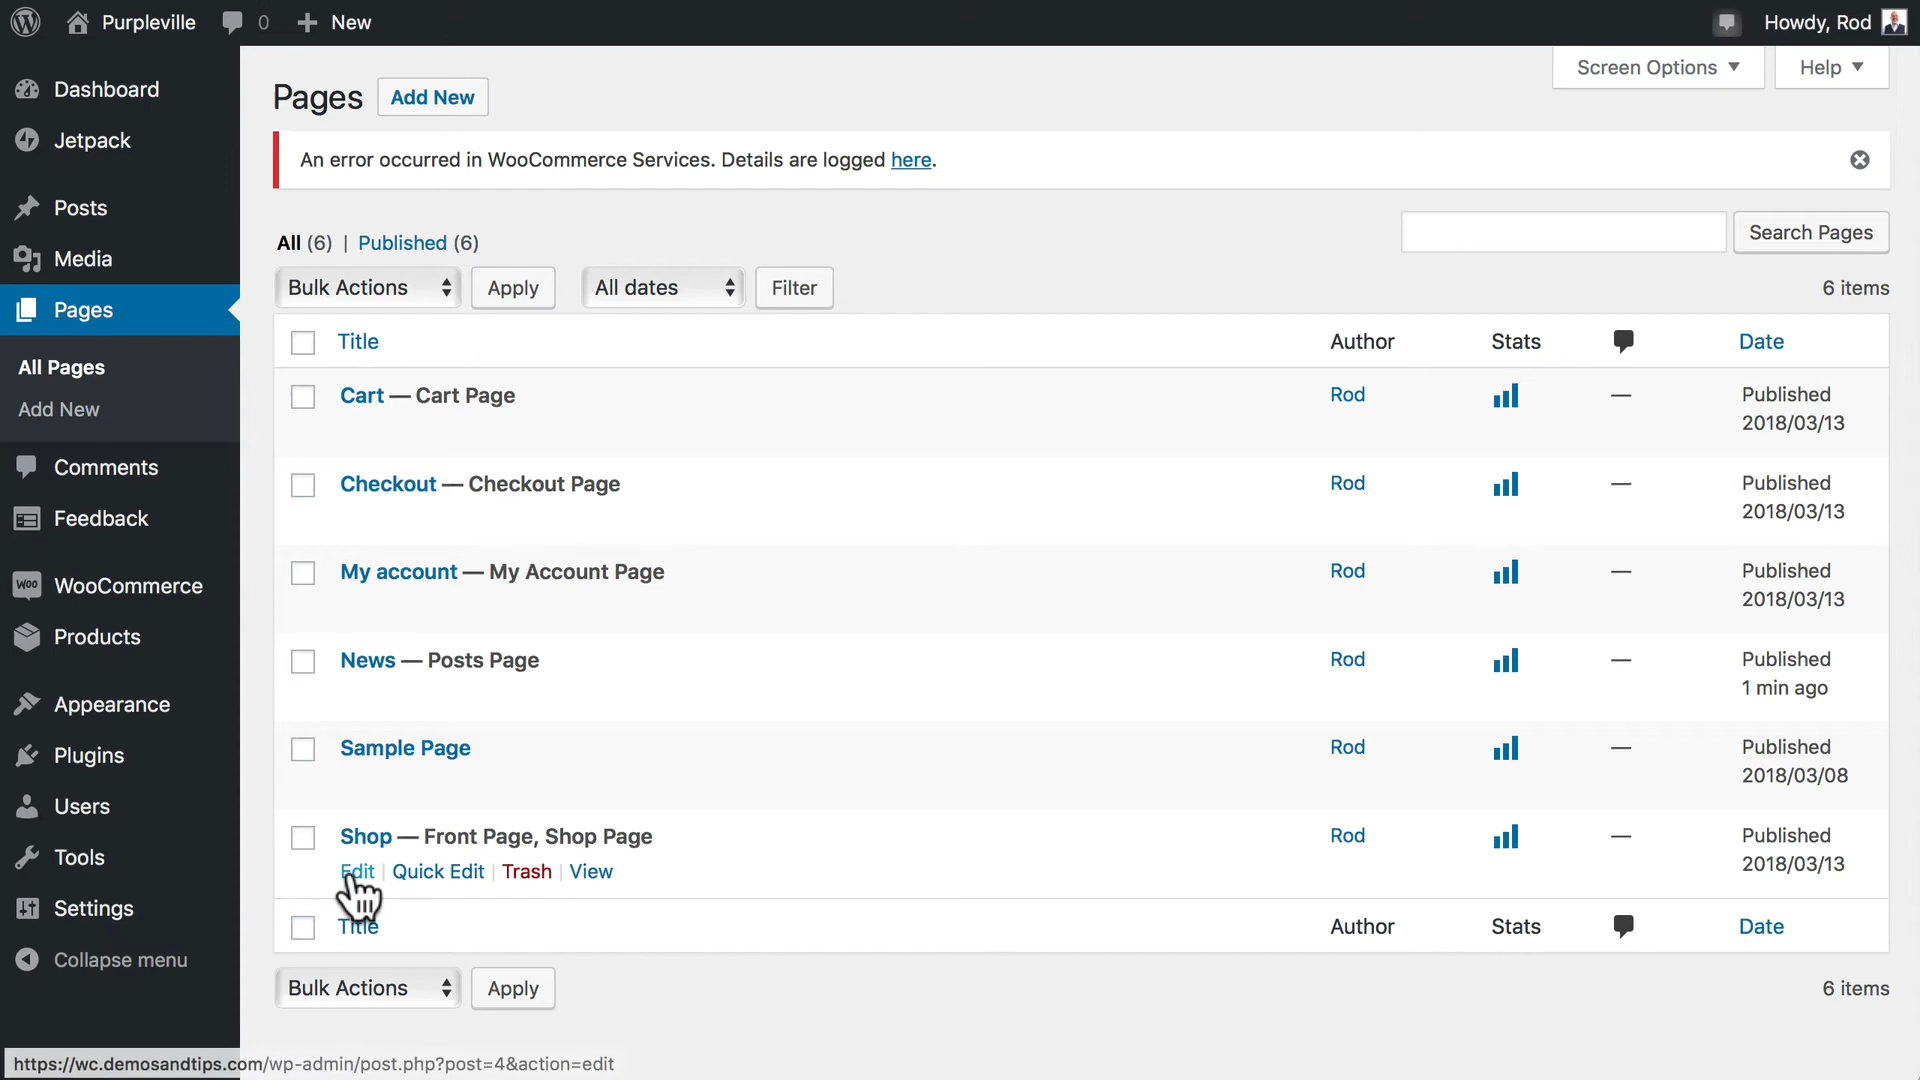 Purpleville 0 New Howdy, Rod
Dashboard
Jetpack
Posts
Media
Pages
All Pages
Add New
Comments
Feedback
WOO WooCommerce
Products
Appearance
Plugins
Users
Tools
Settings
Collapse menu
Screen Options Help
Pages Add New
An error occurred in WooCommerce Services. Details are logged here.
All (6) | Published (6)
Search Pages
Bulk Actions Apply All dates Filter 6 items
Title Author Stats Date
Cart — Cart Page Rod — Published
2018/03/13
Checkout — Checkout Page Rod — Published
2018/03/13
My account — My Account Page Rod — Published
2018/03/13
News — Posts Page Rod — Published
1 min ago
Sample Page Rod — Published
2018/03/08
Shop — Front Page, Shop Page Rod — Published
2018/03/13
Edit | Quick Edit | Trash | View
Title Author Stats Date
Bulk Actions Apply 6 items
https://wc.demosandtips.com/wp-admin/post.php?post=4&action=edit